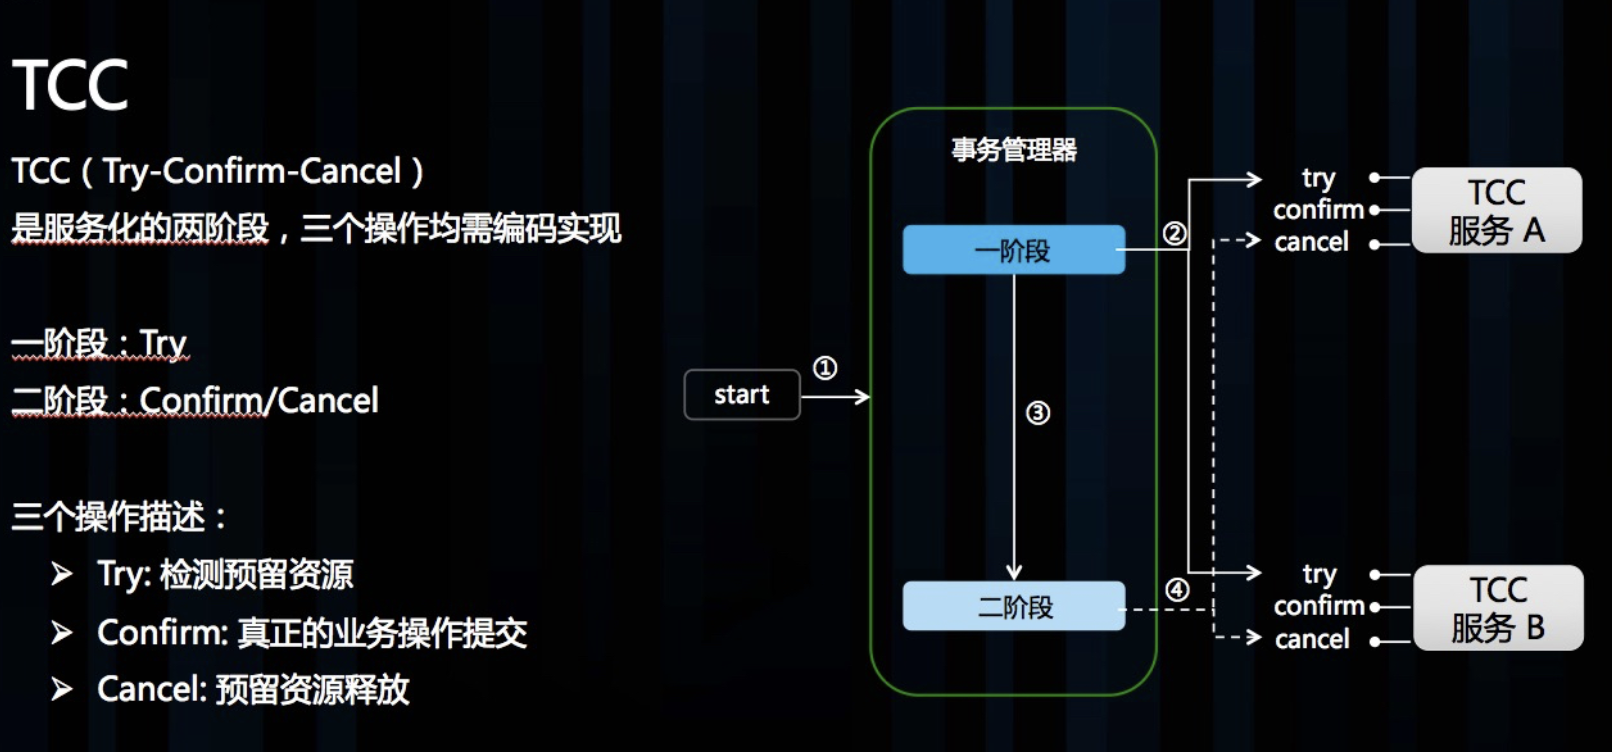 TCC
TCC（Try-Confirm-Cancel）
是服务化的两阶段，三个操作均需编码实现
一阶段：Try
二阶段：Confirm/Cancel
三个操作描述：
➢ Try: 检测预留资源
➢ Confirm: 真正的业务操作提交
➢ Cancel: 预留资源释放
start
①
事务管理器
一阶段
②
③
二阶段
④
try
confirm
cancel
TCC
服务 A
try
confirm
cancel
TCC
服务 B